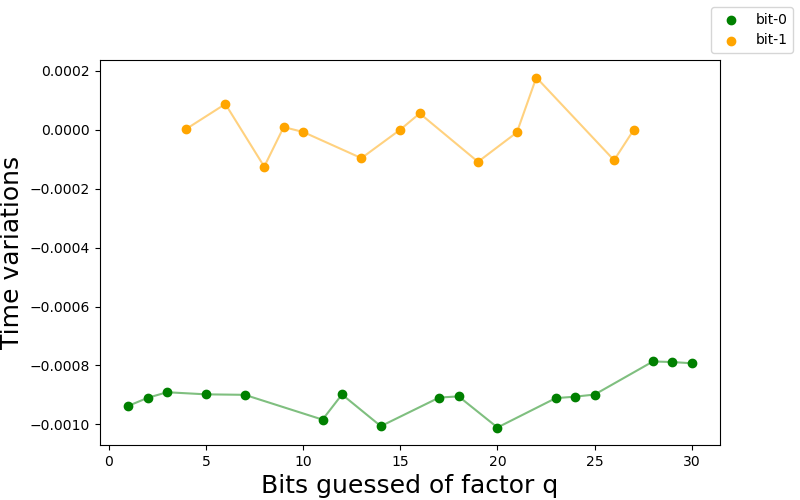 bit-0
bit-1
0.0002
0.0000
−0.0002
−0.0004
−0.0006
−0.0008
−0.0010
Time variations
0 5 10 15 20 25 30
Bits guessed of factor q